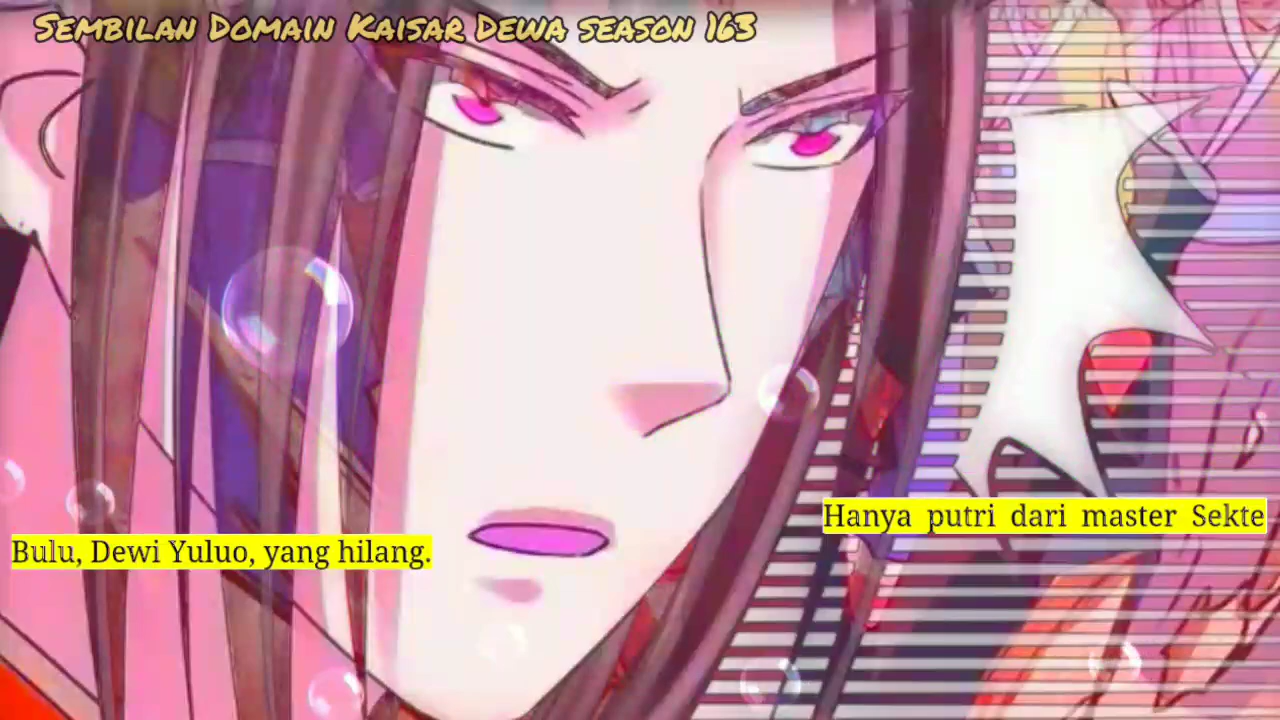 Sembilan Domain Kaisar Dewa season 163
Hanya putri dari master Sekte
Bulu, Dewi Yuluo, yang hilang.